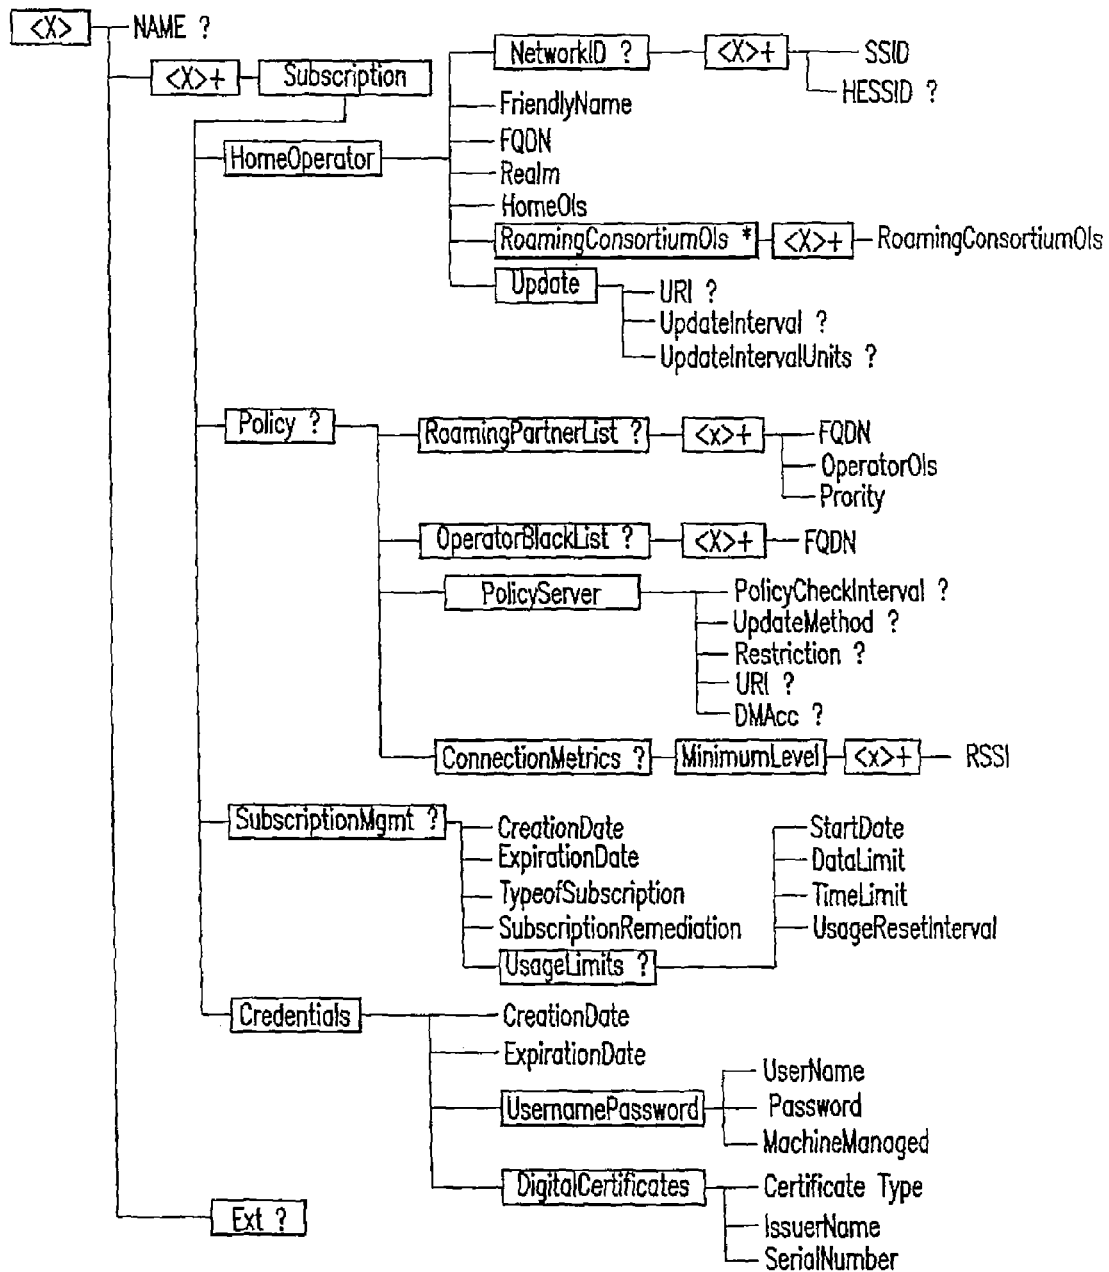 <X>
NAME ?
<X>+
Subscription
HomeOperator
NetworkID ?
<X>+
SSID
HESSID ?
FriendlyName
FQDN
Realm
HomeOIs
RoamingConsortiumOIs *
<X>+
RoamingConsortiumOIs
Update
URI ?
UpdateInterval ?
UpdateIntervalUnits ?
Policy ?
RoamingPartnerList ?
<x>+
FQDN
OperatorOIs
Prority
OperatorBlackList ?
<X>+
FQDN
PolicyServer
PolicyCheckInterval ?
UpdateMethod ?
Restriction ?
URI ?
DMAcc ?
ConnectionMetrics ?
MinimumLevel
<x>+
RSSI
SubscriptionMgmt ?
CreationDate
ExpirationDate
TypeofSubscription
SubscriptionRemediation
UsageLimits ?
StartDate
DataLimit
TimeLimit
UsageResetInterval
Credentials
CreationDate
ExpirationDate
UsernamePassword
UserName
Password
MachineManaged
DigitalCertificates
Certificate Type
IssuerName
SerialNumber
Ext ?